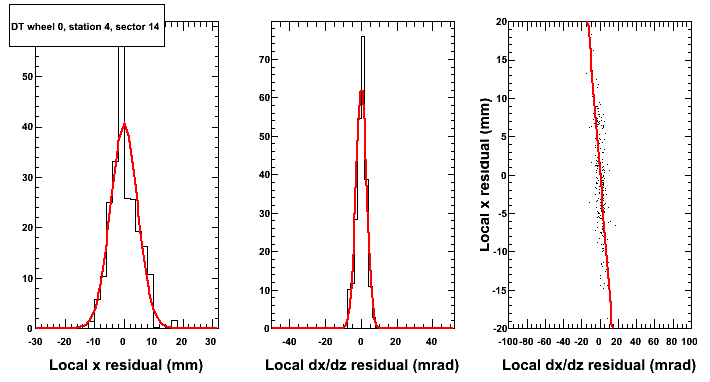 DT wheel 0, station 4, sector 14
50
40
30
20
10
0
-30 -20 -10 0 10 20 30
Local x residual (mm)
70
60
50
40
30
20
10
0
-40 -20 0 20 40
Local dx/dz residual (mrad)
Local x residual (mm)
20
15
10
5
0
-5
-10
-15
-20
-100 -80 -60 -40 -20 0 20 40 60 80 100
Local dx/dz residual (mrad)